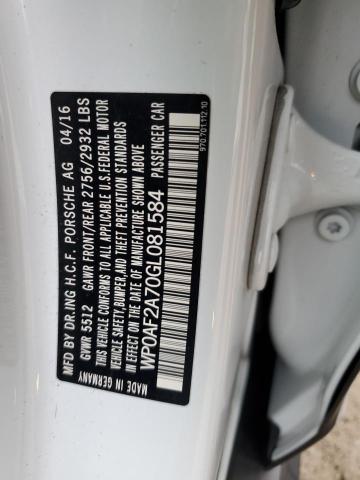 MFD BY DR.ING H.C.F. PORSCHE AG 04/16
GVWR 5512 GAWR FRONT/REAR 2756/2932 LBS
THIS VEHICLE CONFORMS TO ALL APPLICABLE U.S.FEDERAL MOTOR
VEHICLE SAFETY,BUMPER,AND THEFT PREVENTION STANDARDS
IN EFFECT ON THE DATE OF MANUFACTURE SHOWN ABOVE
WP0AF2A70GL081584 PASSENGER CAR
MADE IN GERMANY
970.701.112.10